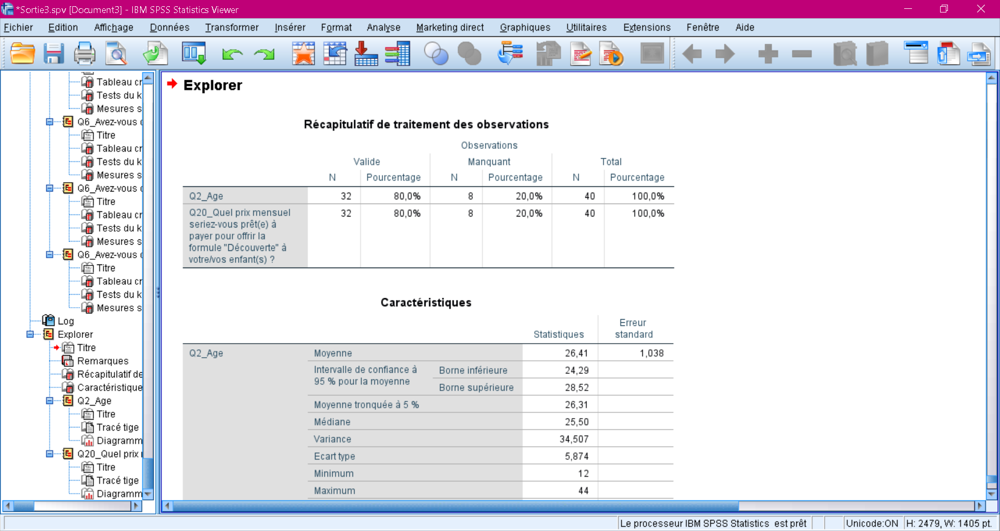 *Sortie3.spv [Document3] - IBM SPSS Statistics Viewer
Fichier Edition Affichage Données Transformer Insérer Format Analyse Marketing direct Graphiques Utilitaires Extensions Fenêtre Aide
Tableau cr
Tests du k
Mesures s
Q6_Avez-vous
Titre
Tableau cr
Tests du k
Mesures s
Q6_Avez-vous
Titre
Tableau cr
Tests du k
Mesures s
Q6_Avez-vous
Titre
Tableau cr
Tests du k
Mesures s
Log
Explorer
Titre
Remarques
Récapitulatif de
Caractéristique
Q2_Age
Titre
Tracé tige
Diagramm
Q20_Quel prix
Titre
Tracé tige
Diagramm
Explorer
Récapitulatif de traitement des observations
Observations
Valide Manquant Total
N Pourcentage N Pourcentage N Pourcentage
Q2_Age 32 80,0% 8 20,0% 40 100,0%
Q20_Quel prix mensuel 32 80,0% 8 20,0% 40 100,0%
seriez-vous prêt(e) à
payer pour offrir la
formule "Découverte" à
votre/vos enfant(s) ?
Caractéristiques
Erreur
Statistiques standard
Q2_Age Moyenne 26,41 1,038
Intervalle de confiance à Borne inférieure 24,29
95 % pour la moyenne
Borne supérieure 28,52
Moyenne tronquée à 5 % 26,31
Médiane 25,50
Variance 34,507
Ecart type 5,874
Minimum 12
Maximum 44
Le processeur IBM SPSS Statistics est prêt Unicode:ON H: 2479, W: 1405 pt.